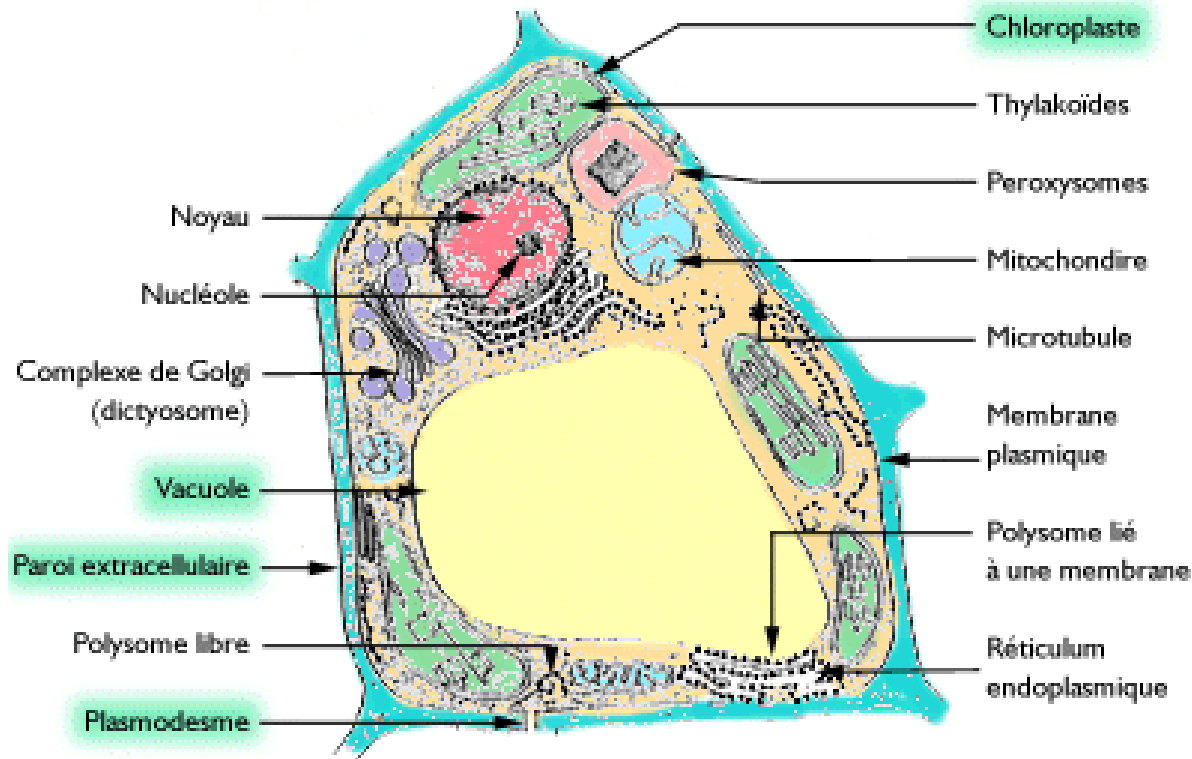 Chloroplaste
Thylakoïdes
Peroxysomes
Noyau
Mitochondire
Nucléole
Microtubule
Complexe de Golgi
(dictyosome)
Membrane
plasmique
Vacuole
Polysome lié
à une membrane
Paroi extracellulaire
Polysome libre
Réticulum
endoplasmique
Plasmodesme